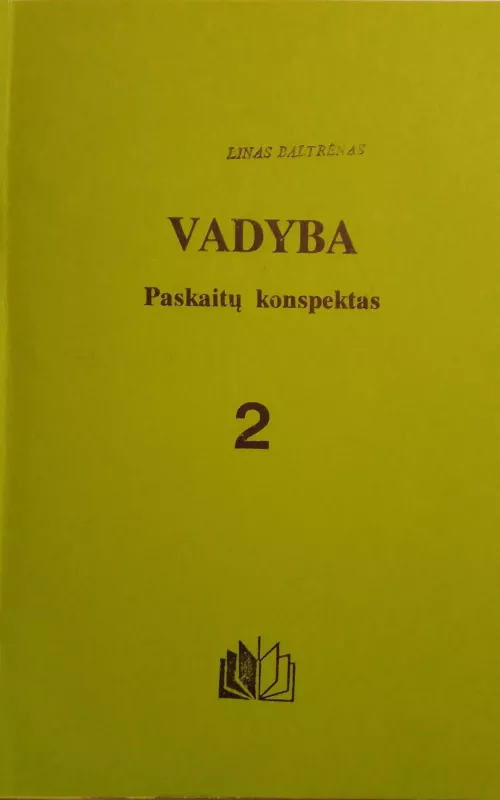 LINAS BALTRĖNAS
VADYBA
Paskaitų konspektas
2